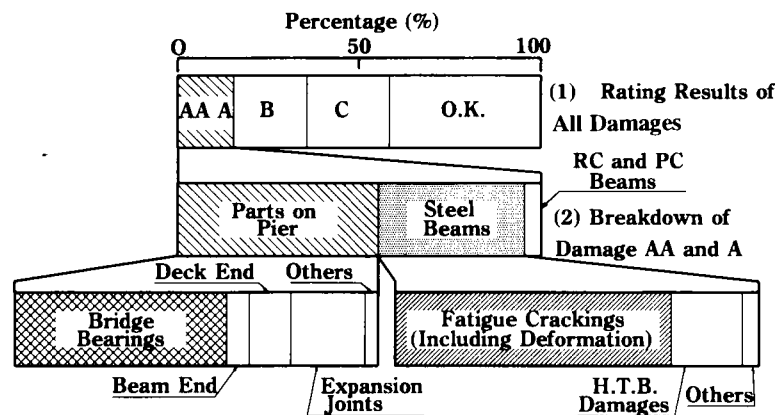 Percentage (%)
0 50 100
AA A B C O.K.
(1) Rating Results of
All Damages
RC and PC
Beams
Parts on
Pier
Steel
Beams
(2) Breakdown of
Damage AA and A
Deck End Others
Bridge
Bearings
Fatigue Crackings
(Including Deformation)
Beam End
Expansion
Joints
H.T.B.
Damages
Others